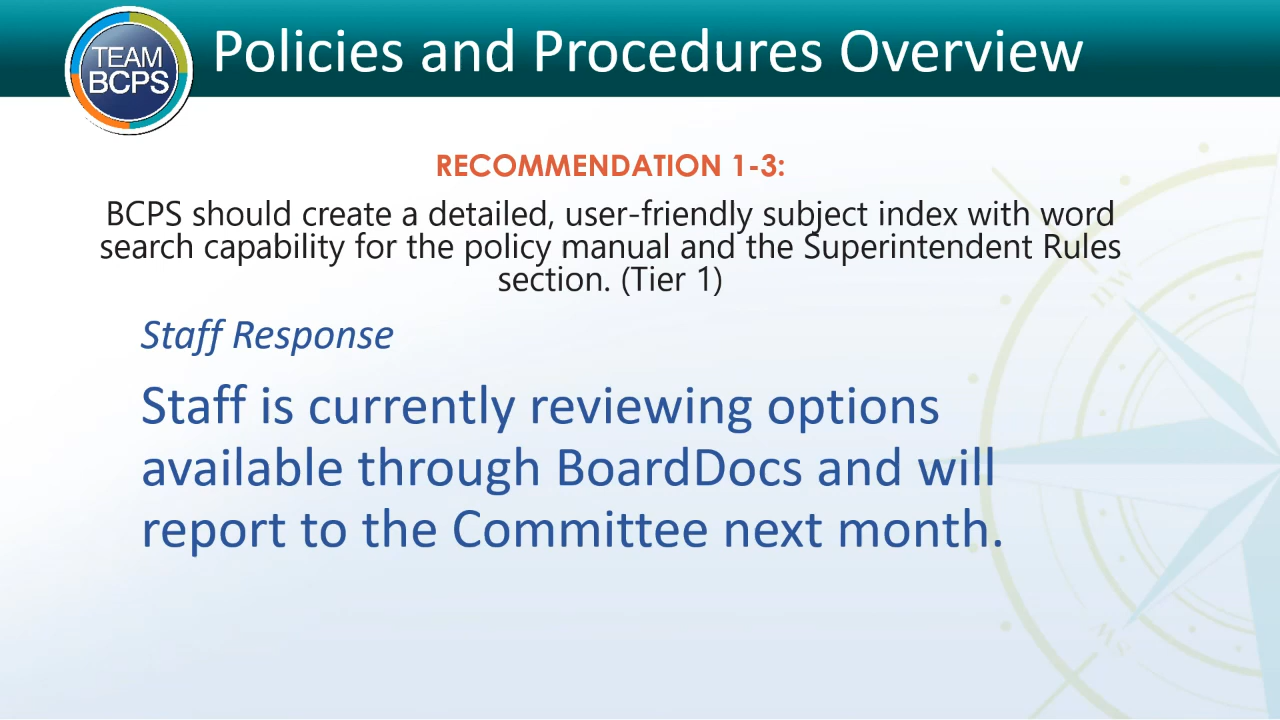 TEAM
BCPS
Policies and Procedures Overview
RECOMMENDATION 1-3:
BCPS should create a detailed, user-friendly subject index with word
search capability for the policy manual and the Superintendent Rules
section. (Tier 1)
Staff Response
Staff is currently reviewing options
available through BoardDocs and will
report to the Committee next month.